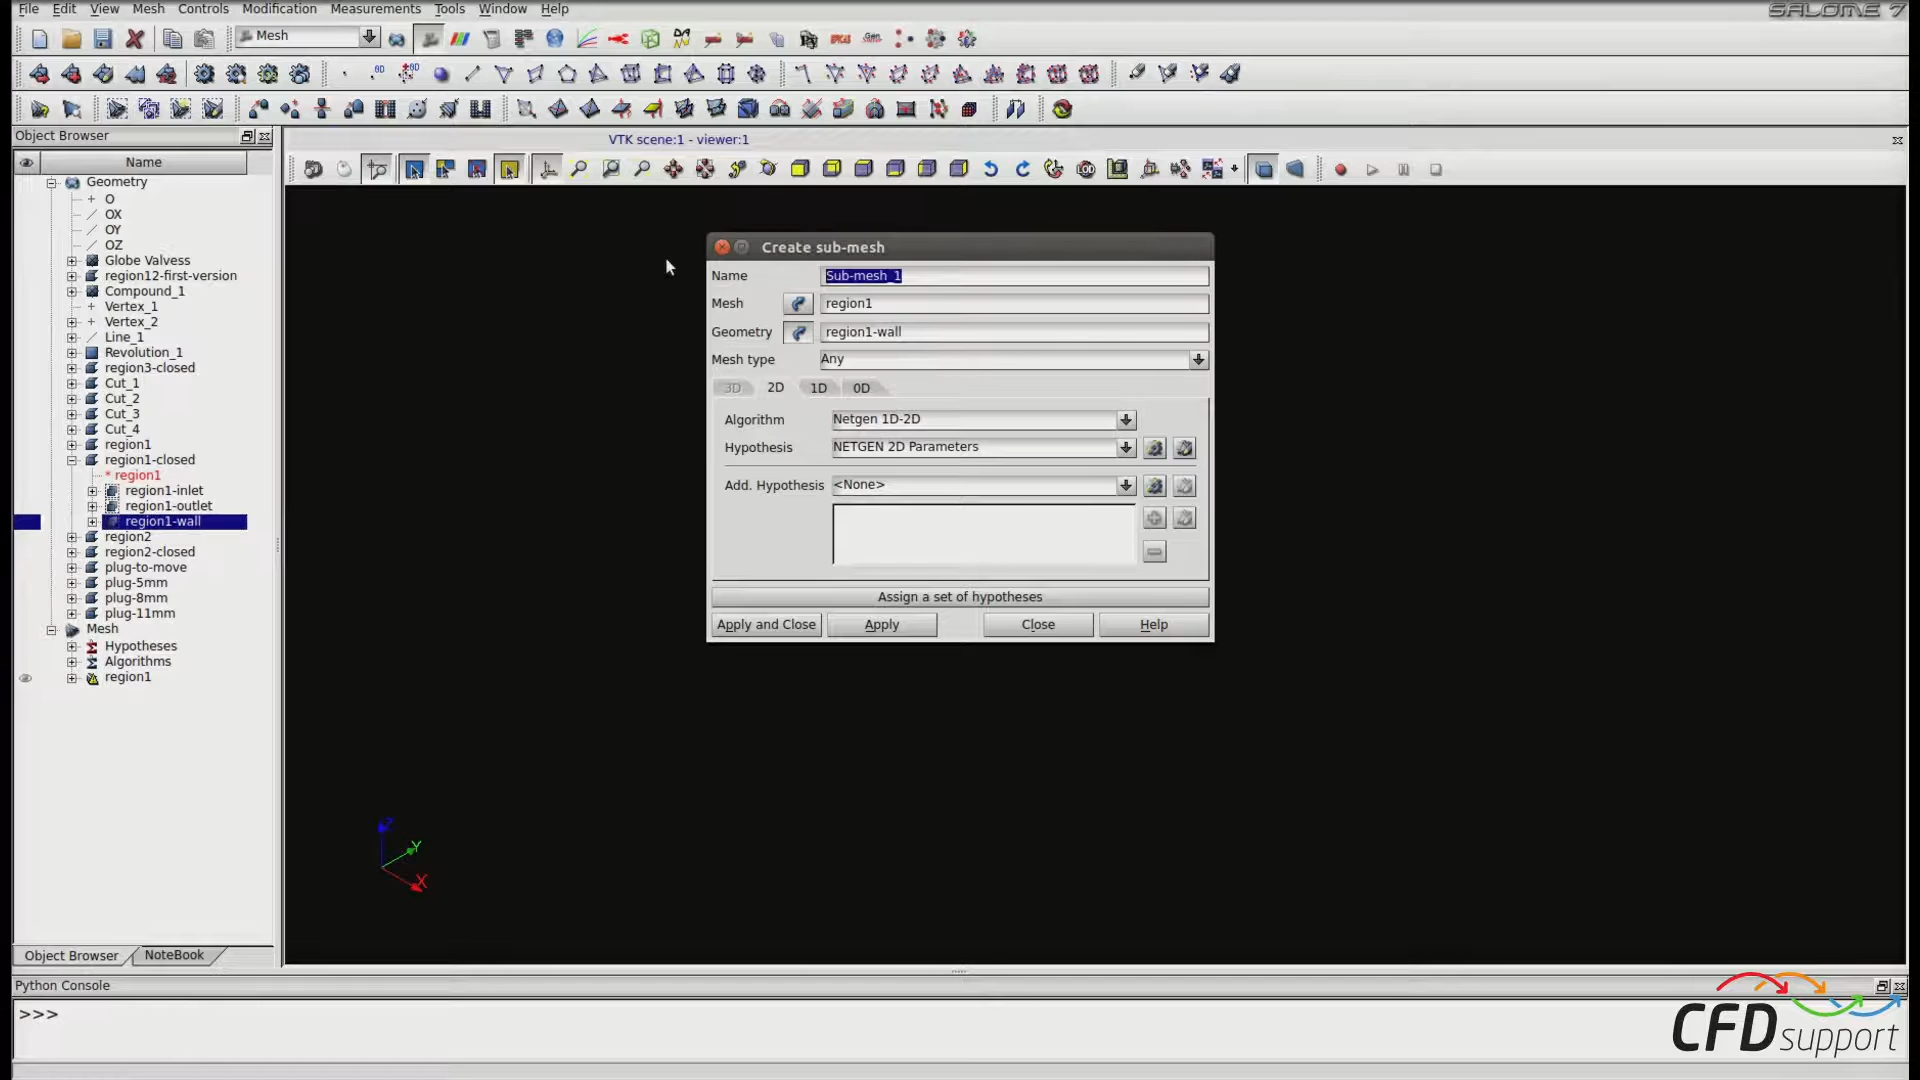 File Edit View Mesh Controls Modification Measurements Tools Window Help
SALOME 7
Mesh
Object Browser
VTK scene:1 - viewer:1
Name
Geometry
O
OX
OY
OZ
Globe Valvess
region12-first-version
Compound_1
Vertex_1
Vertex_2
Line_1
Revolution_1
region3-closed
Cut_1
Cut_2
Cut_3
Cut_4
region1
region1-closed
* region1
region1-inlet
region1-outlet
region1-wall
region2
region2-closed
plug-to-move
plug-5mm
plug-8mm
plug-11mm
Mesh
Hypotheses
Algorithms
region1
Create sub-mesh
Name Sub-mesh_1
Mesh region1
Geometry region1-wall
Mesh type Any
3D 2D 1D 0D
Algorithm Netgen 1D-2D
Hypothesis NETGEN 2D Parameters
Add. Hypothesis <None>
Assign a set of hypotheses
Apply and Close Apply Close Help
Z
Y
X
Object Browser NoteBook
Python Console
>>>
CFD support